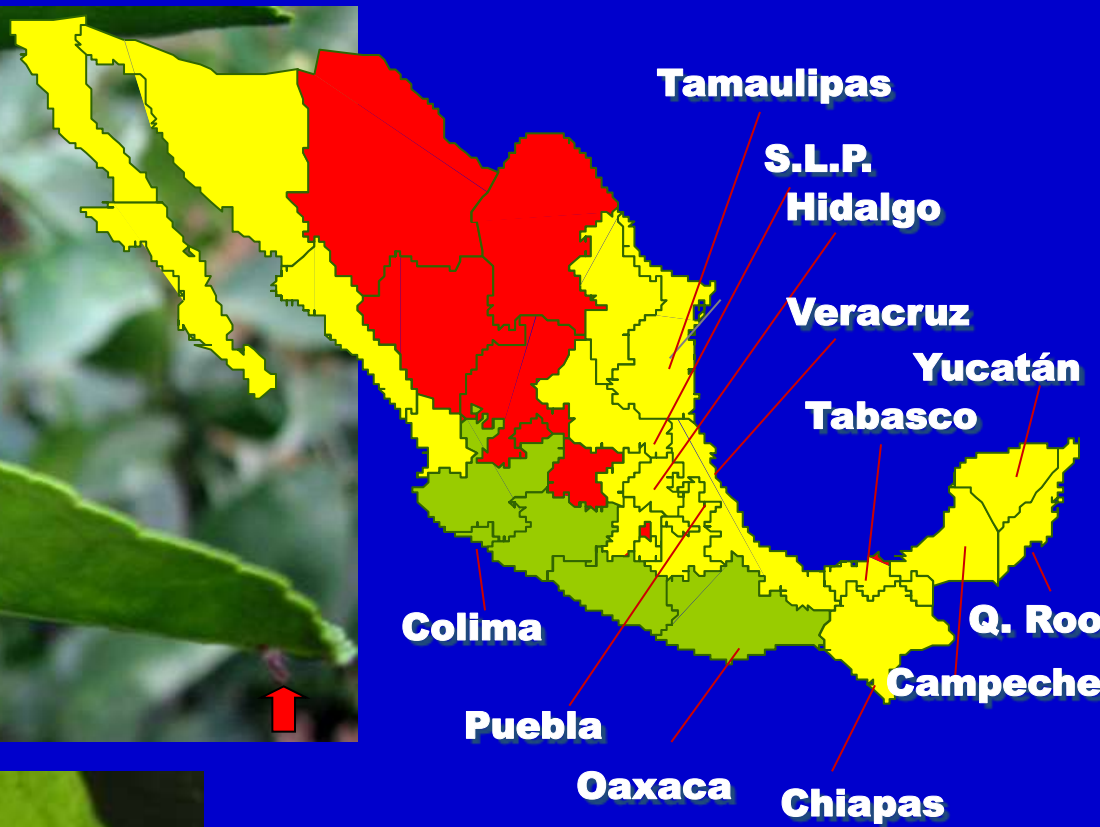 Tamaulipas
S.L.P.
Hidalgo
Veracruz
Yucatán
Tabasco
Colima
Q. Roo
Campeche
Puebla
Oaxaca
Chiapas